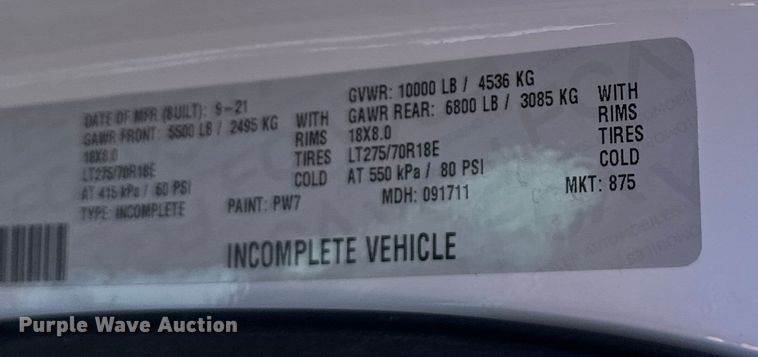 DATE OF MFR (BUILT): 9-21 GVWR: 10000 LB / 4536 KG
GAWR FRONT: 5500 LB / 2495 KG WITH GAWR REAR: 6800 LB / 3085 KG WITH
18X8.0 RIMS 18X8.0 RIMS
LT275/70R18E TIRES LT275/70R18E TIRES
AT 415 kPa / 60 PSI COLD AT 550 kPa / 80 PSI COLD
TYPE: INCOMPLETE PAINT: PW7 MDH: 091711 MKT: 875
INCOMPLETE VEHICLE
Purple Wave Auction